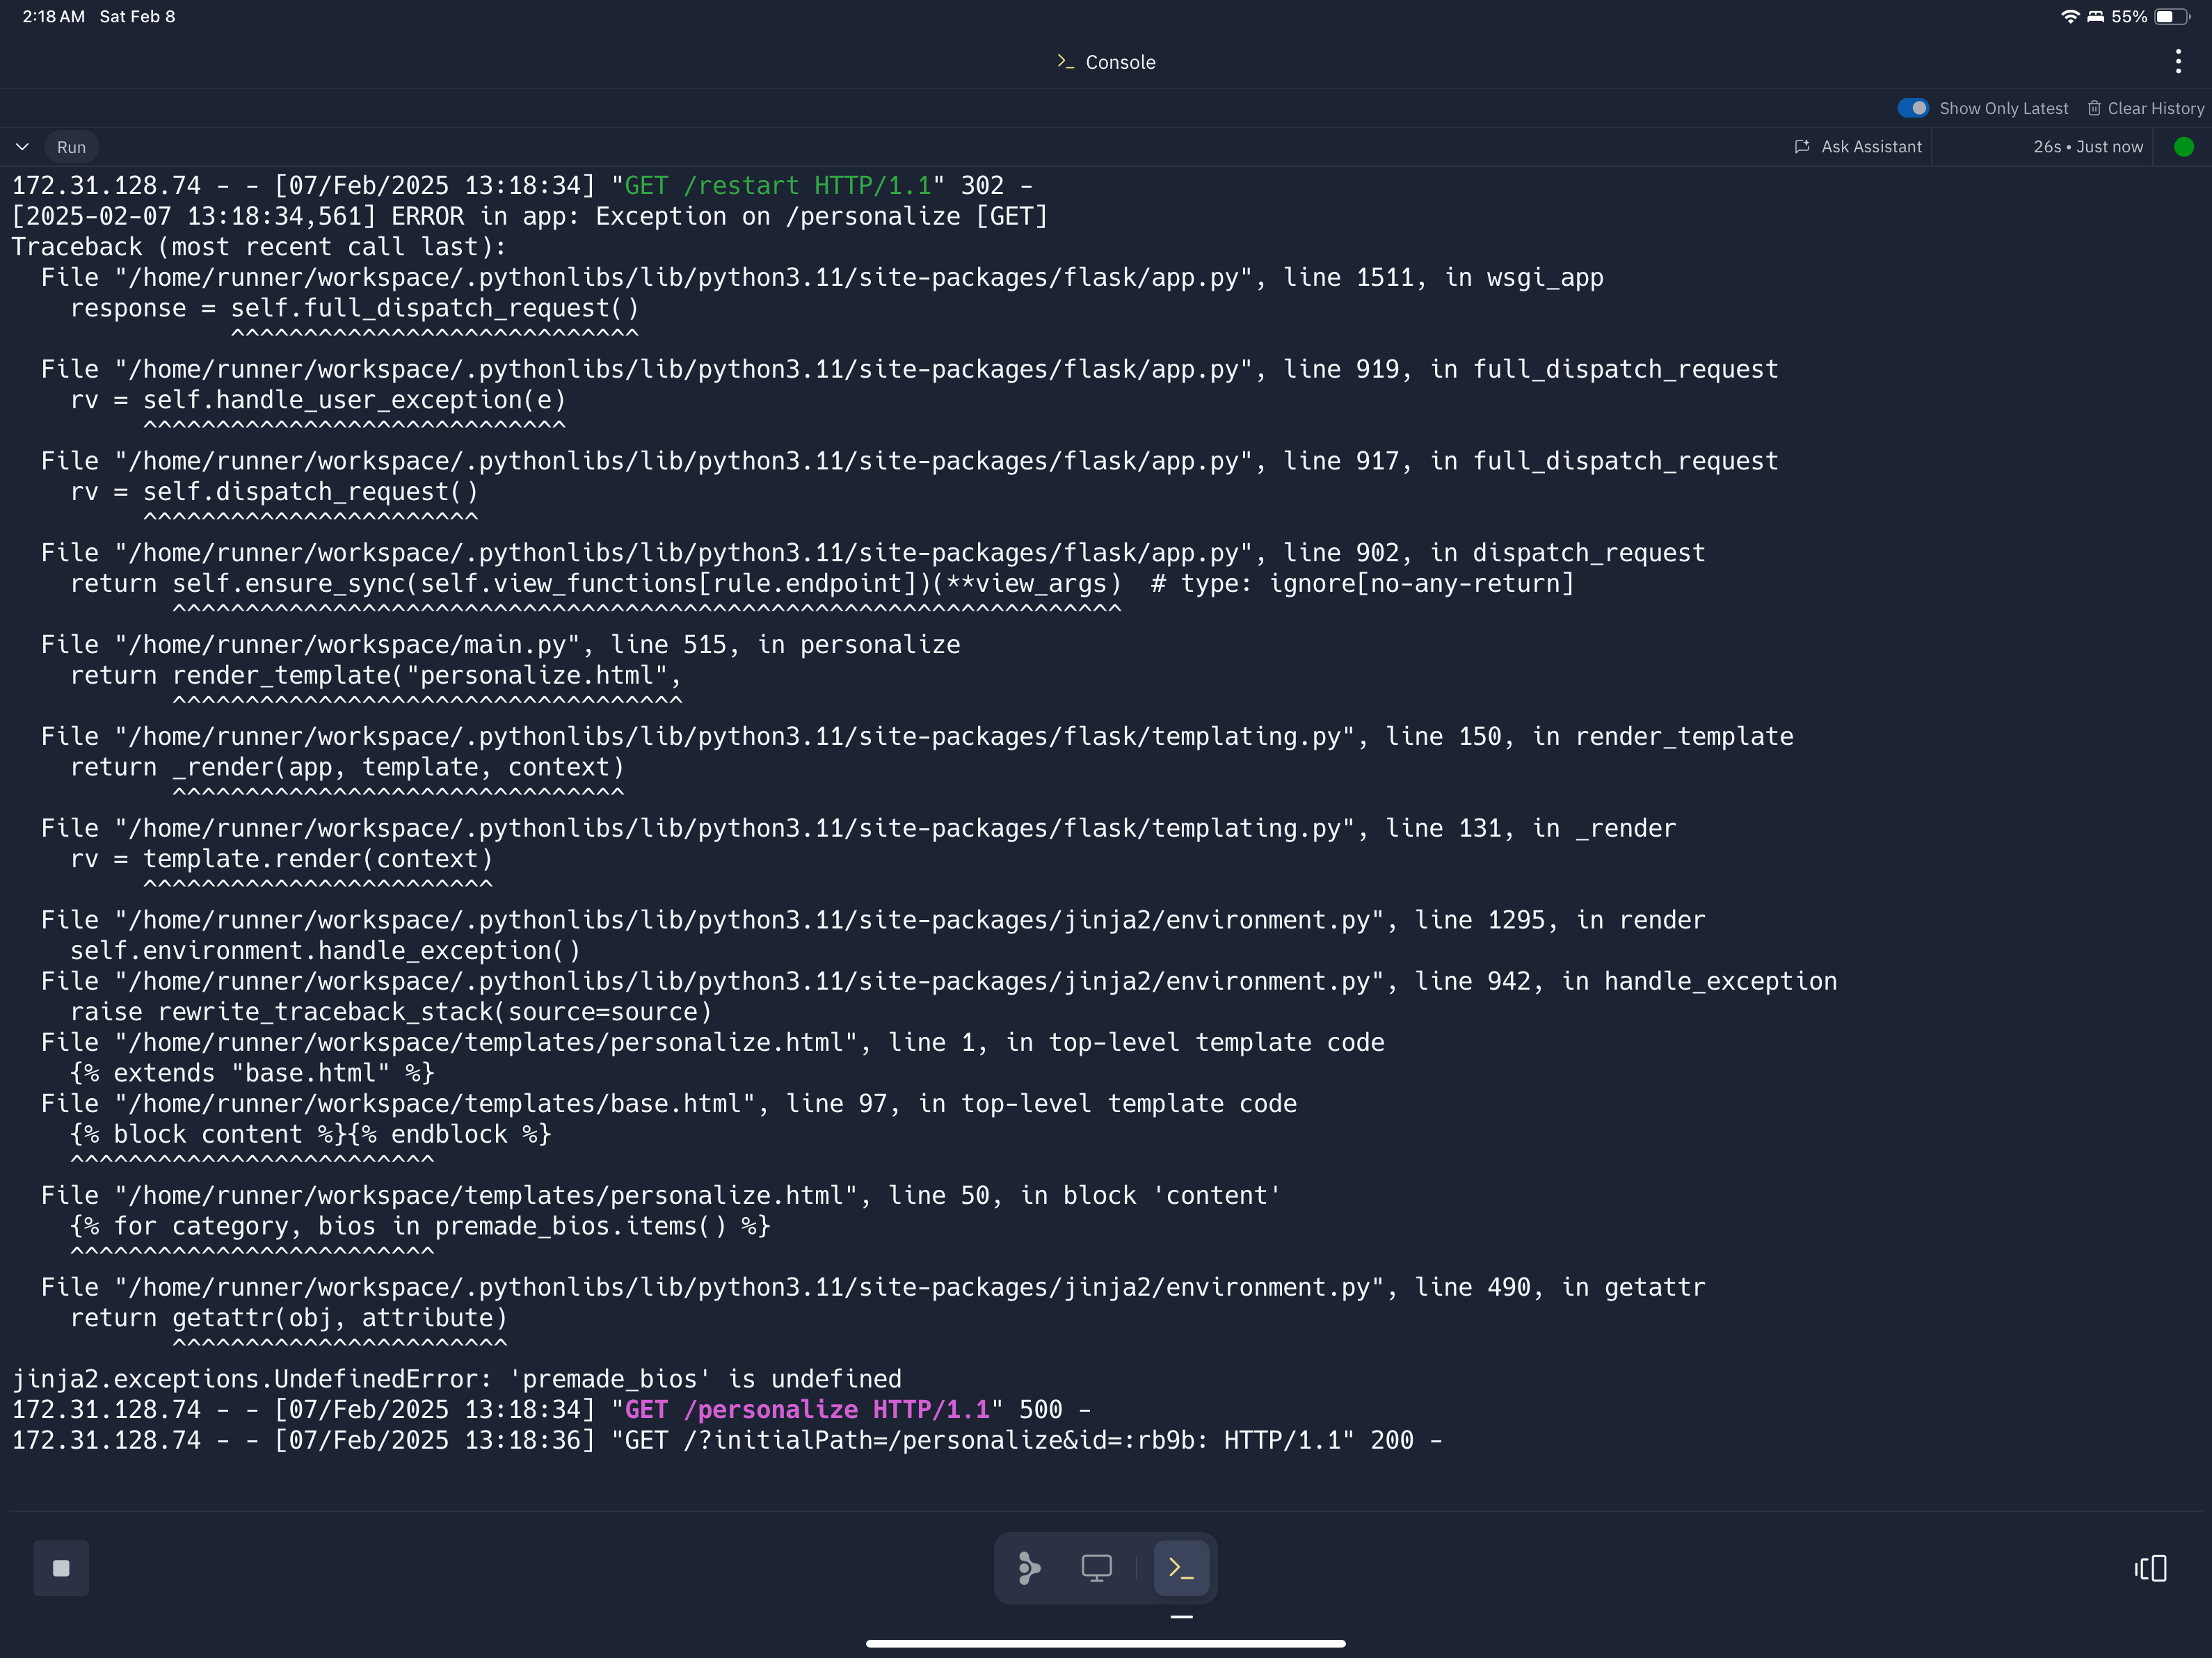 2:18 AM Sat Feb 8
55%
>_ Console
Show Only Latest Clear History
Run Ask Assistant 26s • Just now
172.31.128.74 - - [07/Feb/2025 13:18:34] "GET /restart HTTP/1.1" 302 -
[2025-02-07 13:18:34,561] ERROR in app: Exception on /personalize [GET]
Traceback (most recent call last):
  File "/home/runner/workspace/.pythonlibs/lib/python3.11/site-packages/flask/app.py", line 1511, in wsgi_app
    response = self.full_dispatch_request()
               ^^^^^^^^^^^^^^^^^^^^^^^^^^^^
  File "/home/runner/workspace/.pythonlibs/lib/python3.11/site-packages/flask/app.py", line 919, in full_dispatch_request
    rv = self.handle_user_exception(e)
         ^^^^^^^^^^^^^^^^^^^^^^^^^^^^^
  File "/home/runner/workspace/.pythonlibs/lib/python3.11/site-packages/flask/app.py", line 917, in full_dispatch_request
    rv = self.dispatch_request()
         ^^^^^^^^^^^^^^^^^^^^^^^
  File "/home/runner/workspace/.pythonlibs/lib/python3.11/site-packages/flask/app.py", line 902, in dispatch_request
    return self.ensure_sync(self.view_functions[rule.endpoint])(**view_args)  # type: ignore[no-any-return]
           ^^^^^^^^^^^^^^^^^^^^^^^^^^^^^^^^^^^^^^^^^^^^^^^^^^^^^^^^^^^^^^^^^
  File "/home/runner/workspace/main.py", line 515, in personalize
    return render_template("personalize.html",
           ^^^^^^^^^^^^^^^^^^^^^^^^^^^^^^^^^^^
  File "/home/runner/workspace/.pythonlibs/lib/python3.11/site-packages/flask/templating.py", line 150, in render_template
    return _render(app, template, context)
           ^^^^^^^^^^^^^^^^^^^^^^^^^^^^^^^
  File "/home/runner/workspace/.pythonlibs/lib/python3.11/site-packages/flask/templating.py", line 131, in _render
    rv = template.render(context)
         ^^^^^^^^^^^^^^^^^^^^^^^^
  File "/home/runner/workspace/.pythonlibs/lib/python3.11/site-packages/jinja2/environment.py", line 1295, in render
    self.environment.handle_exception()
  File "/home/runner/workspace/.pythonlibs/lib/python3.11/site-packages/jinja2/environment.py", line 942, in handle_exception
    raise rewrite_traceback_stack(source=source)
  File "/home/runner/workspace/templates/personalize.html", line 1, in top-level template code
    {% extends "base.html" %}
  File "/home/runner/workspace/templates/base.html", line 97, in top-level template code
    {% block content %}{% endblock %}
    ^^^^^^^^^^^^^^^^^^^^^^^^^
  File "/home/runner/workspace/templates/personalize.html", line 50, in block 'content'
    {% for category, bios in premade_bios.items() %}
    ^^^^^^^^^^^^^^^^^^^^^^^^^
  File "/home/runner/workspace/.pythonlibs/lib/python3.11/site-packages/jinja2/environment.py", line 490, in getattr
    return getattr(obj, attribute)
           ^^^^^^^^^^^^^^^^^^^^^^^
jinja2.exceptions.UndefinedError: 'premade_bios' is undefined
172.31.128.74 - - [07/Feb/2025 13:18:34] "GET /personalize HTTP/1.1" 500 -
172.31.128.74 - - [07/Feb/2025 13:18:36] "GET /?initialPath=/personalize&id=:rb9b: HTTP/1.1" 200 -